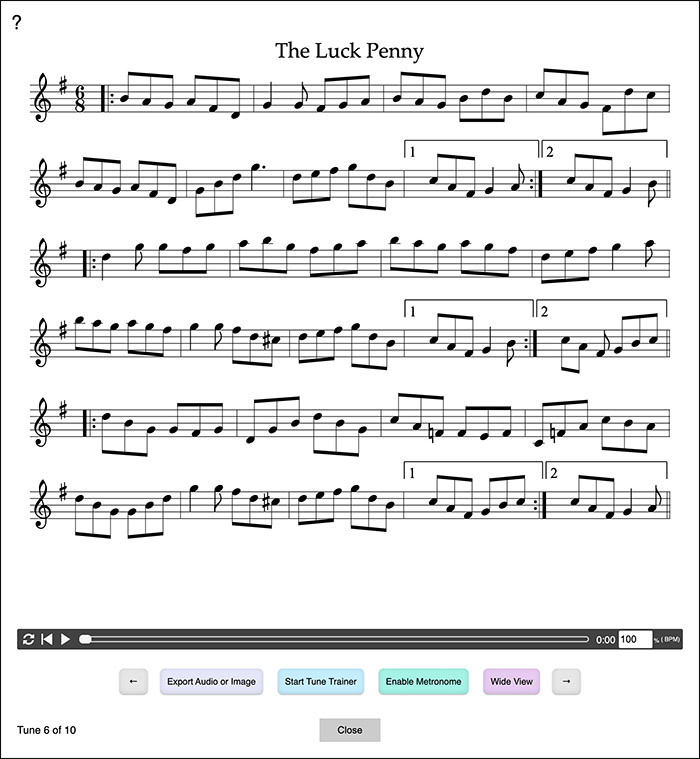 ?
The Luck Penny
6
8
1
2
1
2
1
2
0:00 100 % ( BPM)
← Export Audio or Image Start Tune Trainer Enable Metronome Wide View →
Tune 6 of 10 Close